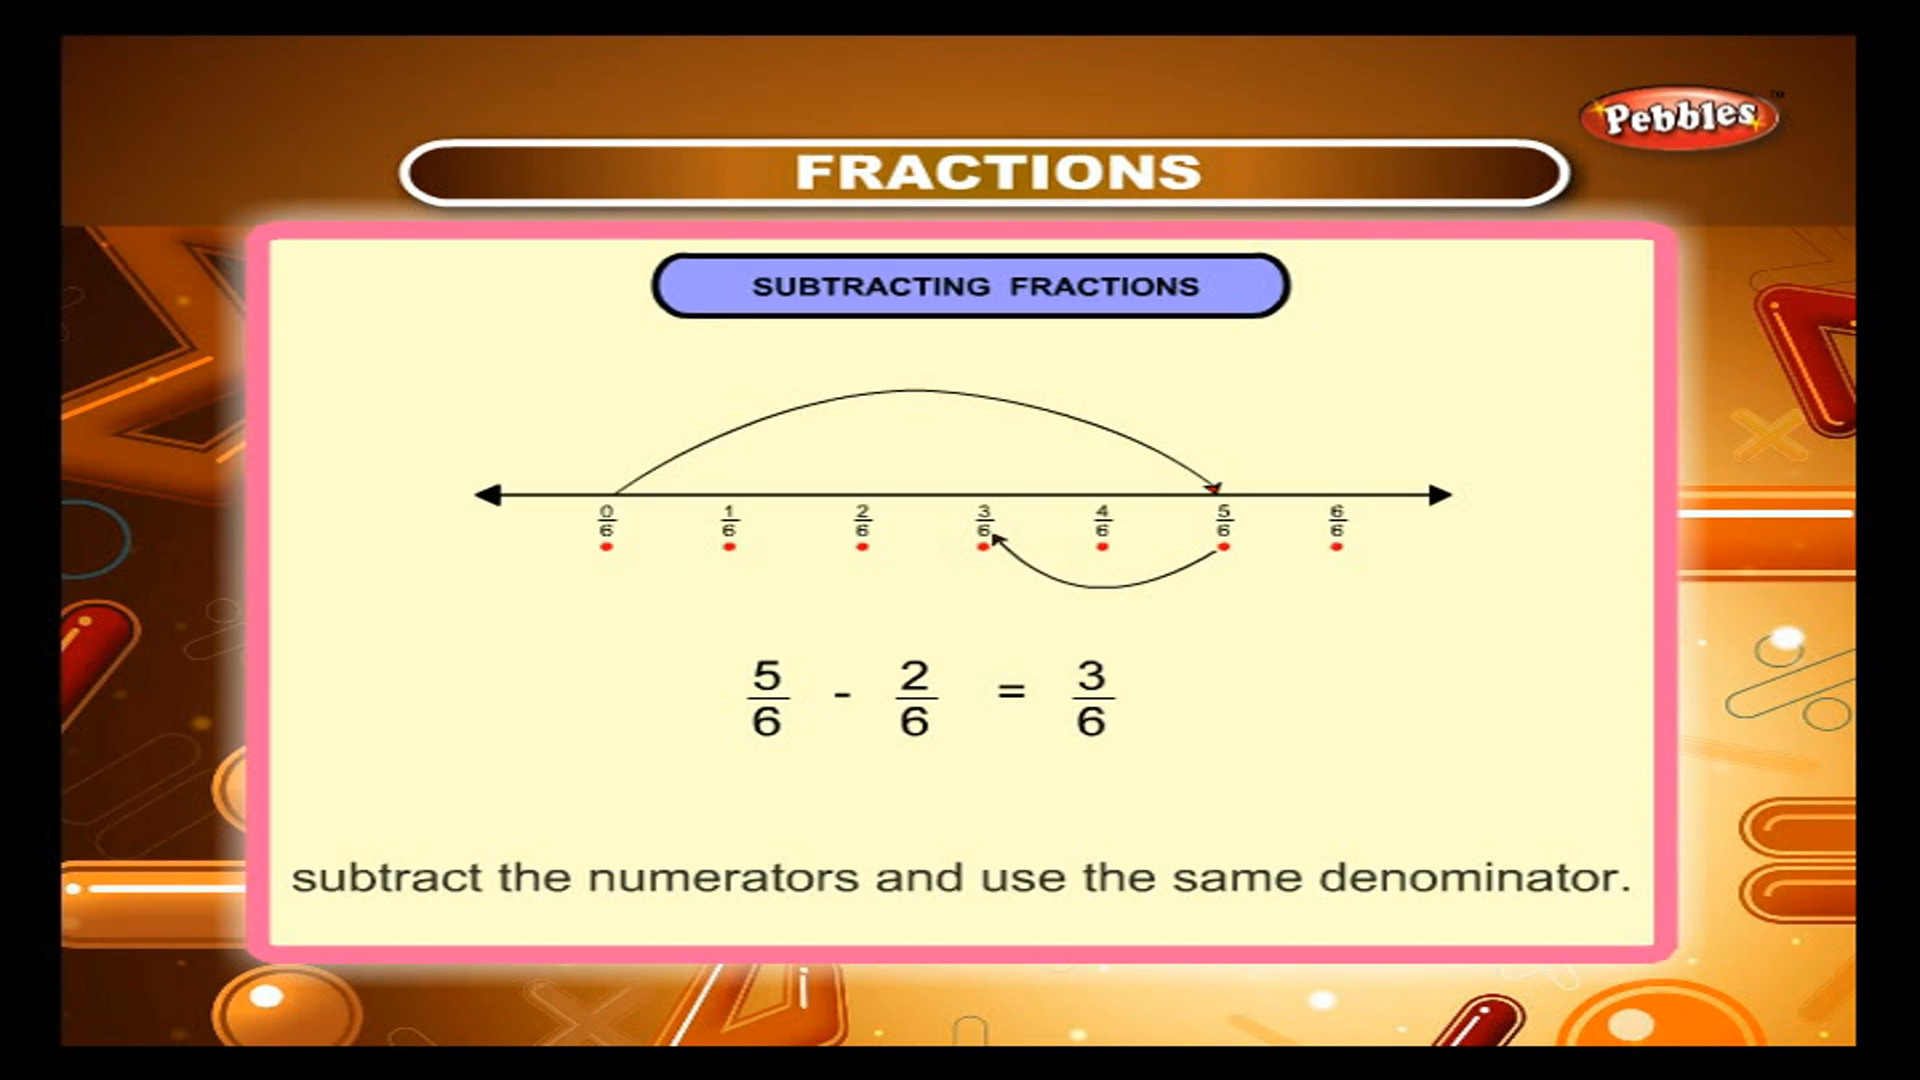 Pebbles™
FRACTIONS
SUBTRACTING FRACTIONS
0/6 1/6 2/6 3/6 4/6 5/6 6/6
5/6 - 2/6 = 3/6
subtract the numerators and use the same denominator.